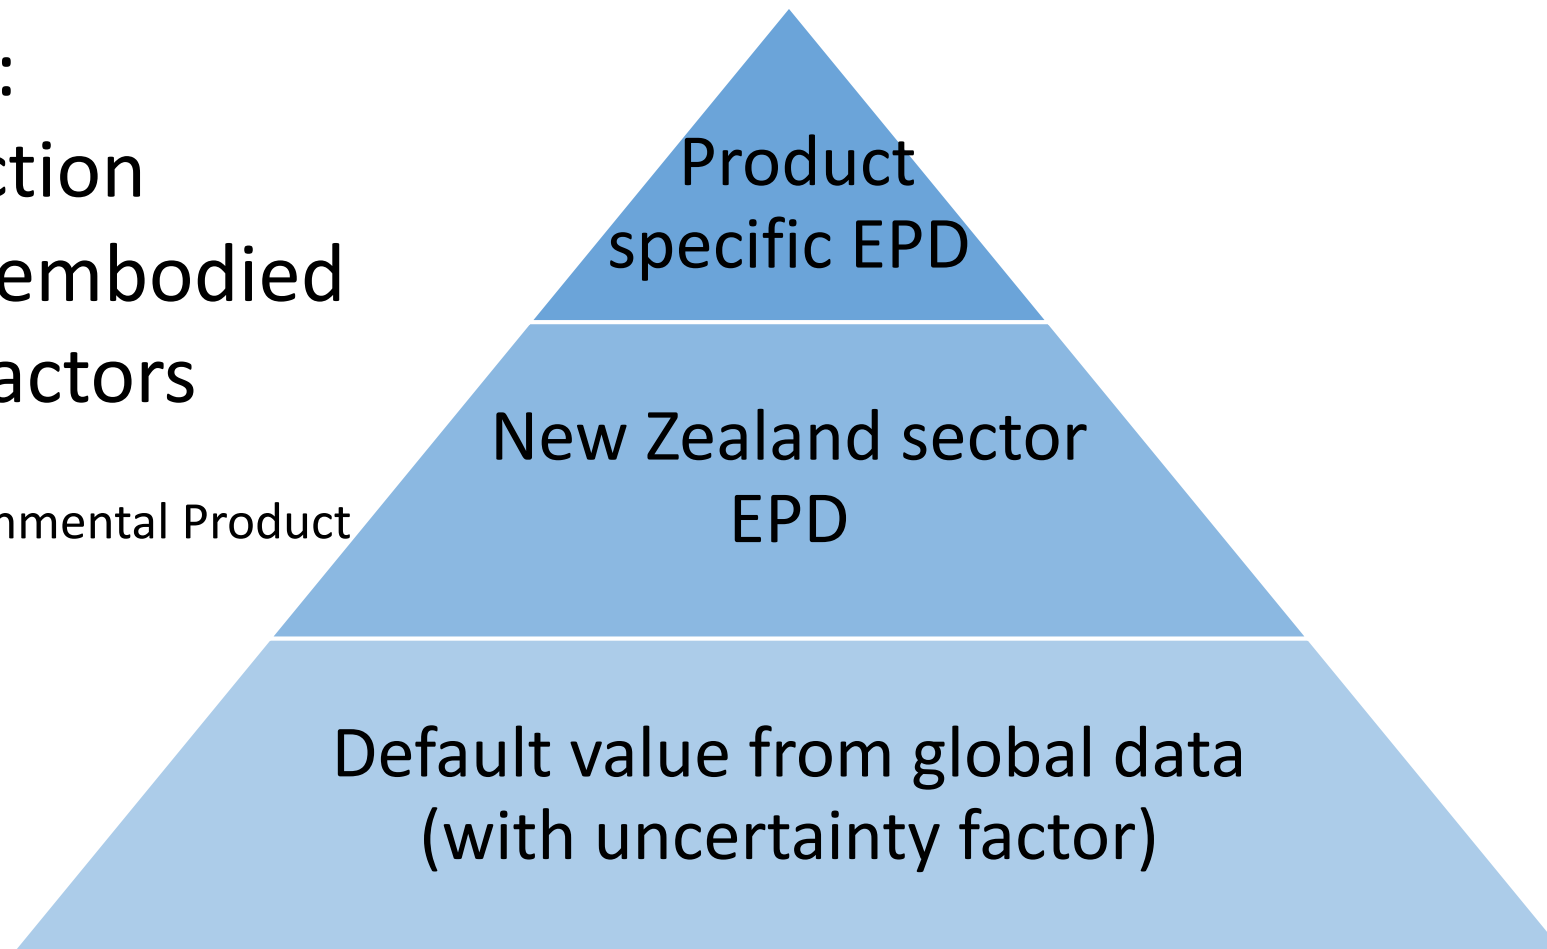 :
ction
embodied
actors
nmental Product
Product
specific EPD
New Zealand sector
EPD
Default value from global data
(with uncertainty factor)